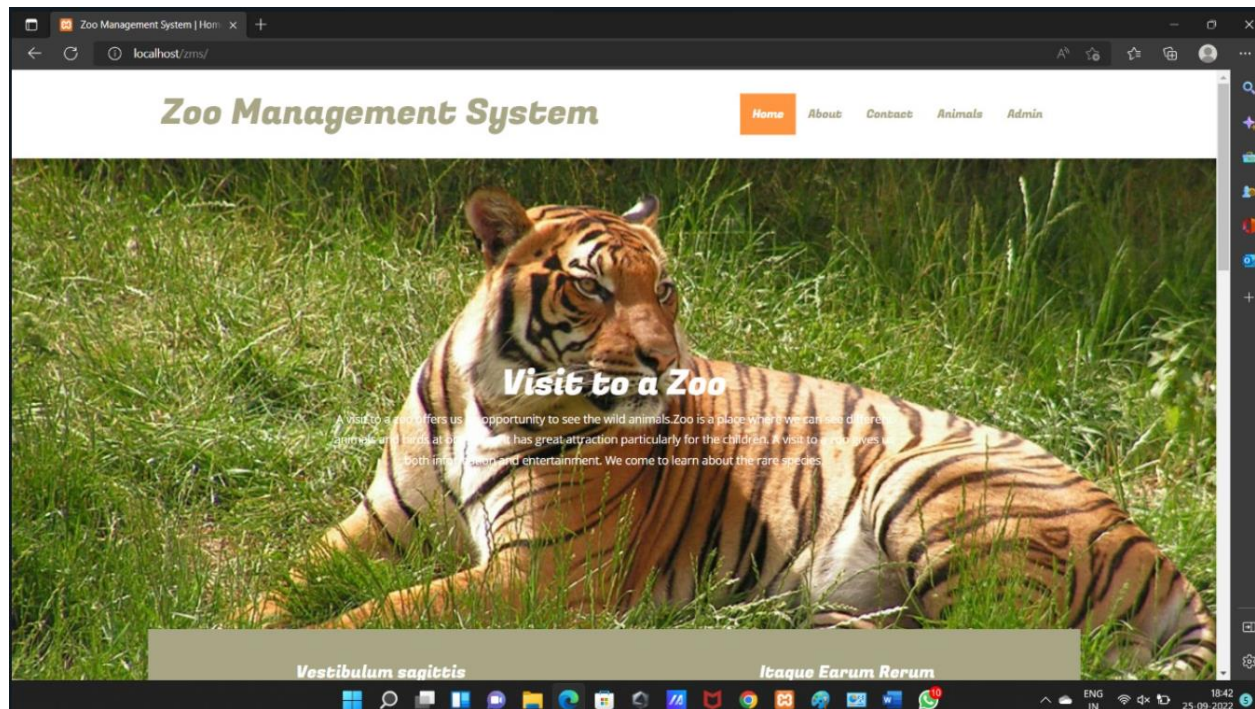 Zoo Management System | Hom
localhost/zms/
Zoo Management System
Home About Contact Animals Admin
Visit to a Zoo
A visit to a zoo offers us opportunity to see the wild animals.Zoo is a place where we can see different
animals and birds at has great attraction particularly for the children. A visit to a zoo gives us
both information and entertainment. We come to learn about the rare species.
Vestibulum sagittis Itaque Earum Rerum
10
ENG 18:42
IN 25-09-2022